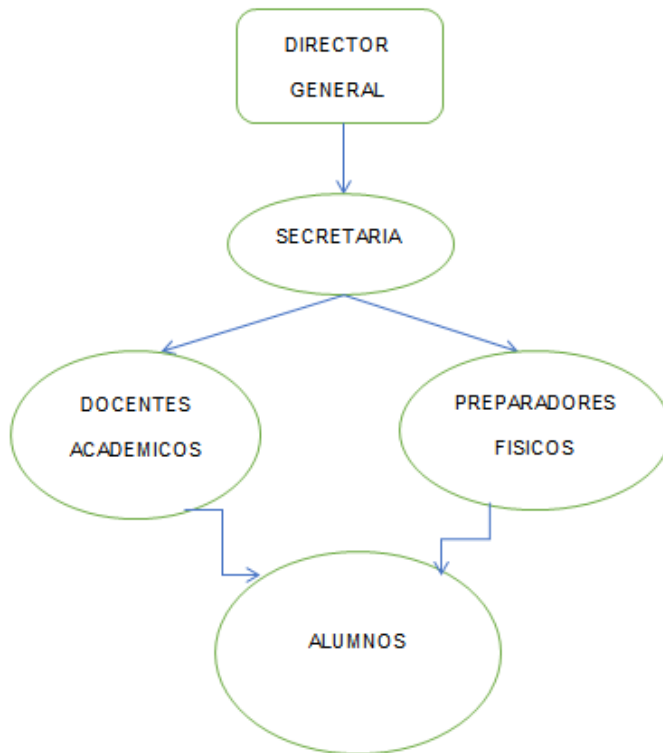 DIRECTOR
GENERAL
SECRETARIA
DOCENTES
ACADEMICOS
PREPARADORES
FISICOS
ALUMNOS